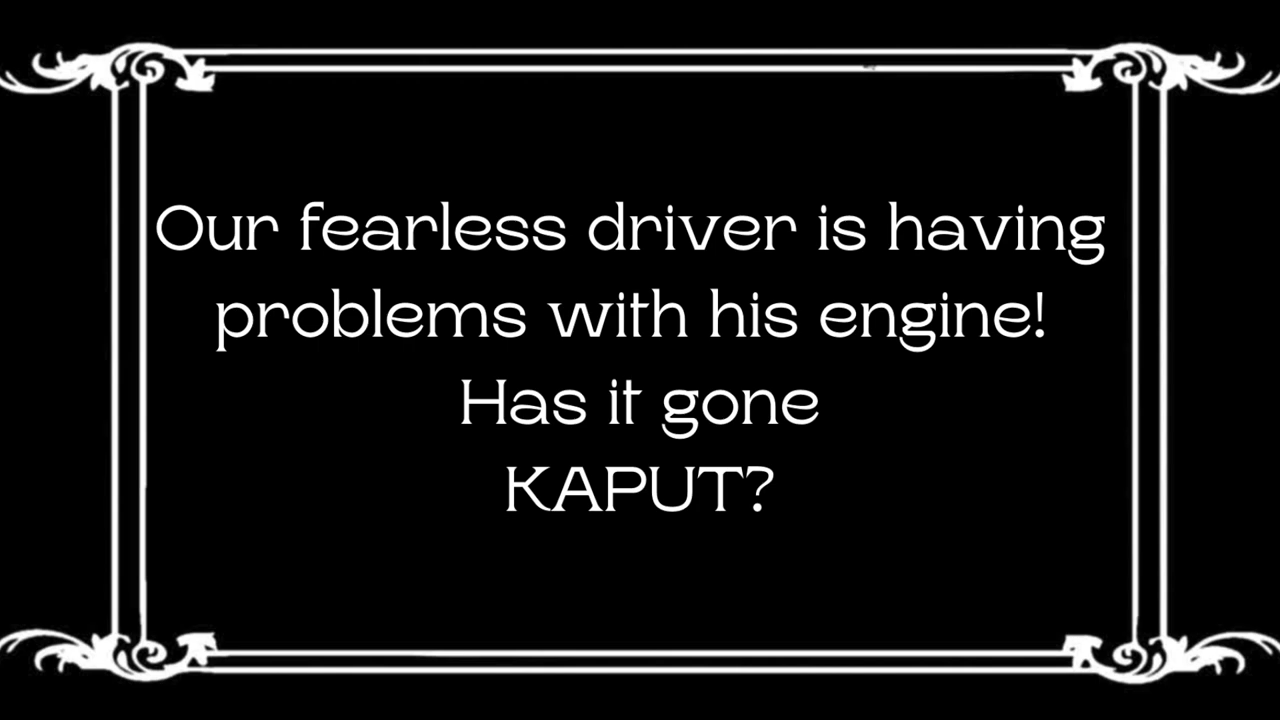 Our fearless driver is having
problems with his engine!
Has it gone
KAPUT?